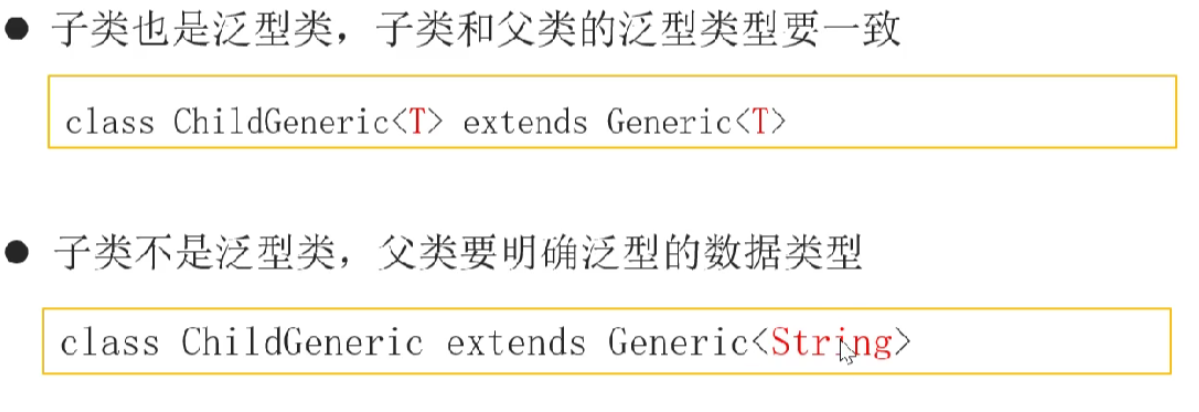 ● 子类也是泛型类，子类和父类的泛型类型要一致
class ChildGeneric<T> extends Generic<T>
● 子类不是泛型类，父类要明确泛型的数据类型
class ChildGeneric extends Generic<String>